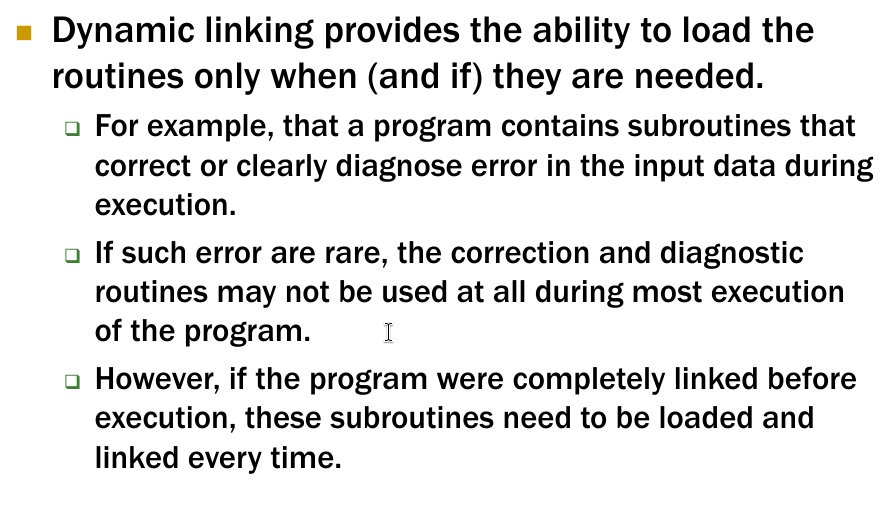 Dynamic linking provides the ability to load the
routines only when (and if) they are needed.
For example, that a program contains subroutines that
correct or clearly diagnose error in the input data during
execution.
If such error are rare, the correction and diagnostic
routines may not be used at all during most execution
of the program.
However, if the program were completely linked before
execution, these subroutines need to be loaded and
linked every time.